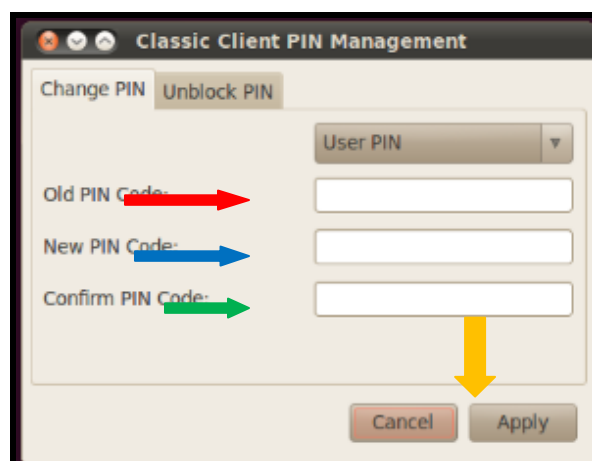 Classic Client PIN Management
Change PIN Unblock PIN
User PIN
Old PIN Code:
New PIN Code:
Confirm PIN Code:
Cancel Apply